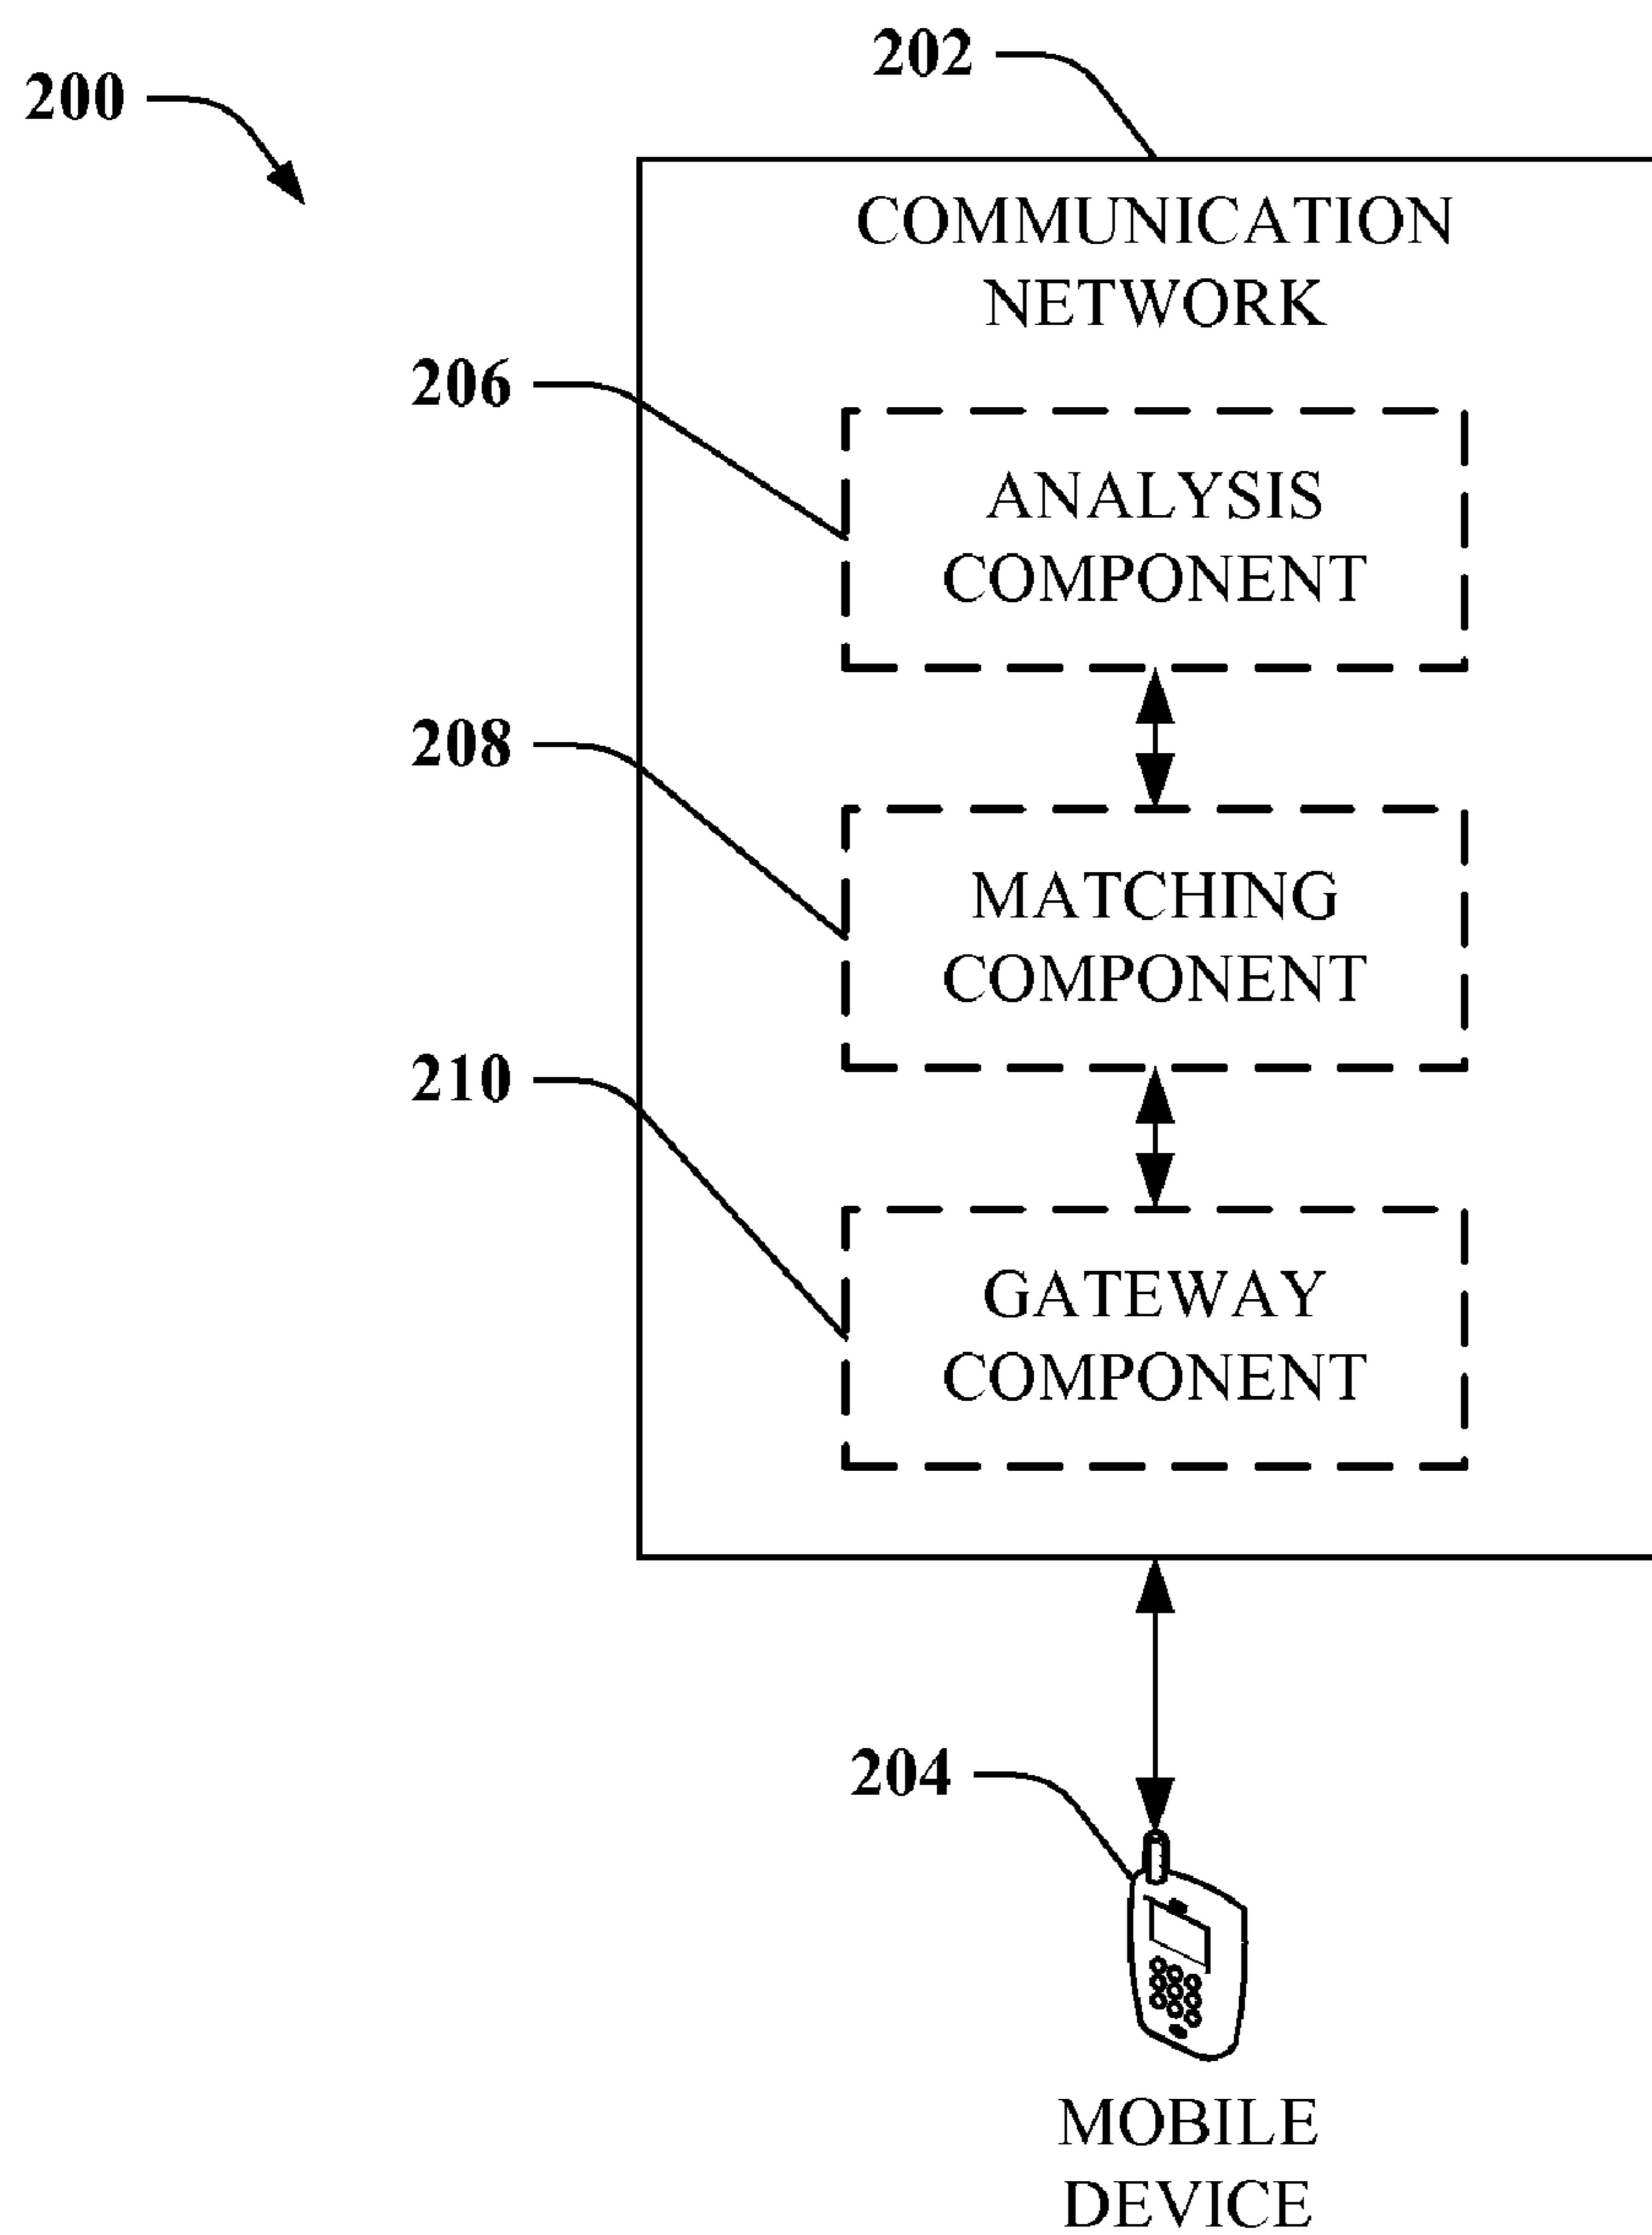 202
200
COMMUNICATION
NETWORK
206
ANALYSIS
COMPONENT
208
MATCHING
COMPONENT
210
GATEWAY
COMPONENT
204
MOBILE
DEVICE